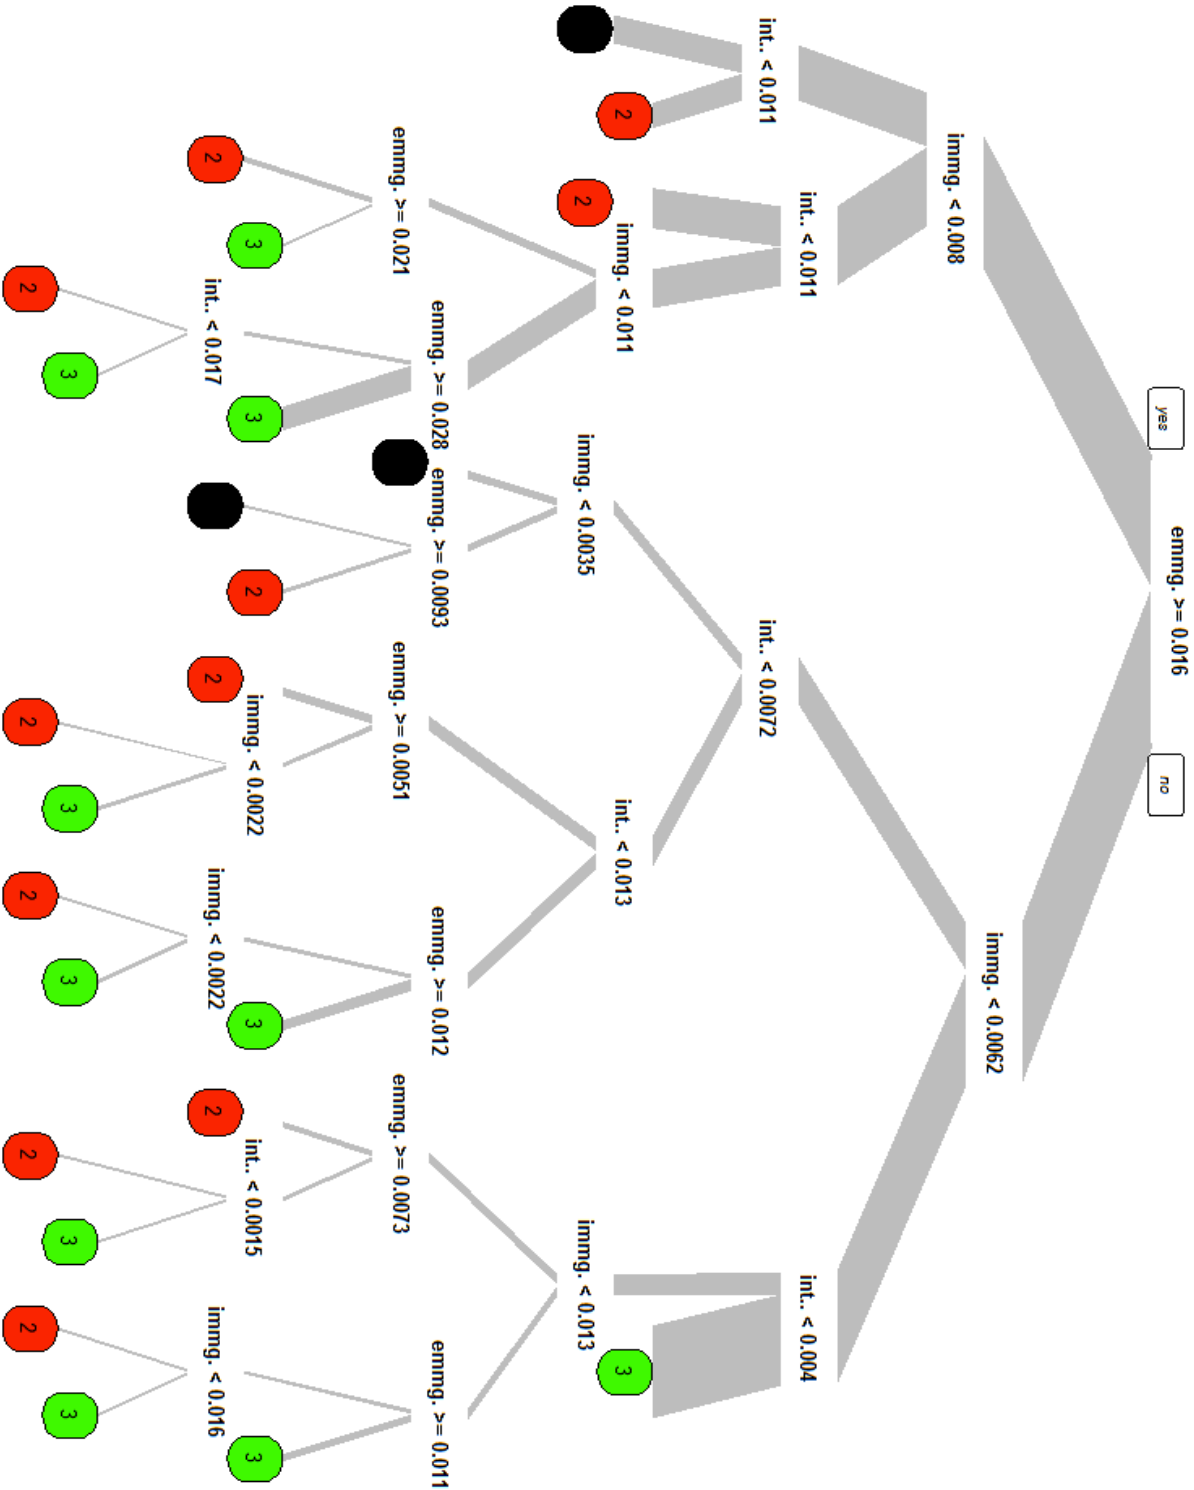 emmg. >= 0.016
yes
no
immg. < 0.008
immg. < 0.0062
int.. < 0.011
int.. < 0.011
int.. < 0.0072
int.. < 0.004
2
2
immg. < 0.011
immg. < 0.0035
int.. < 0.013
immg. < 0.013
3
emmg. >= 0.021
emmg. >= 0.028
emmg. >= 0.0093
emmg. >= 0.0051
emmg. >= 0.012
emmg. >= 0.0073
emmg. >= 0.011
2
3
int.. < 0.017
3
2
2
immg. < 0.0022
immg. < 0.0022
3
2
int.. < 0.0015
immg. < 0.016
3
2
3
2
3
2
3
2
3
2
3